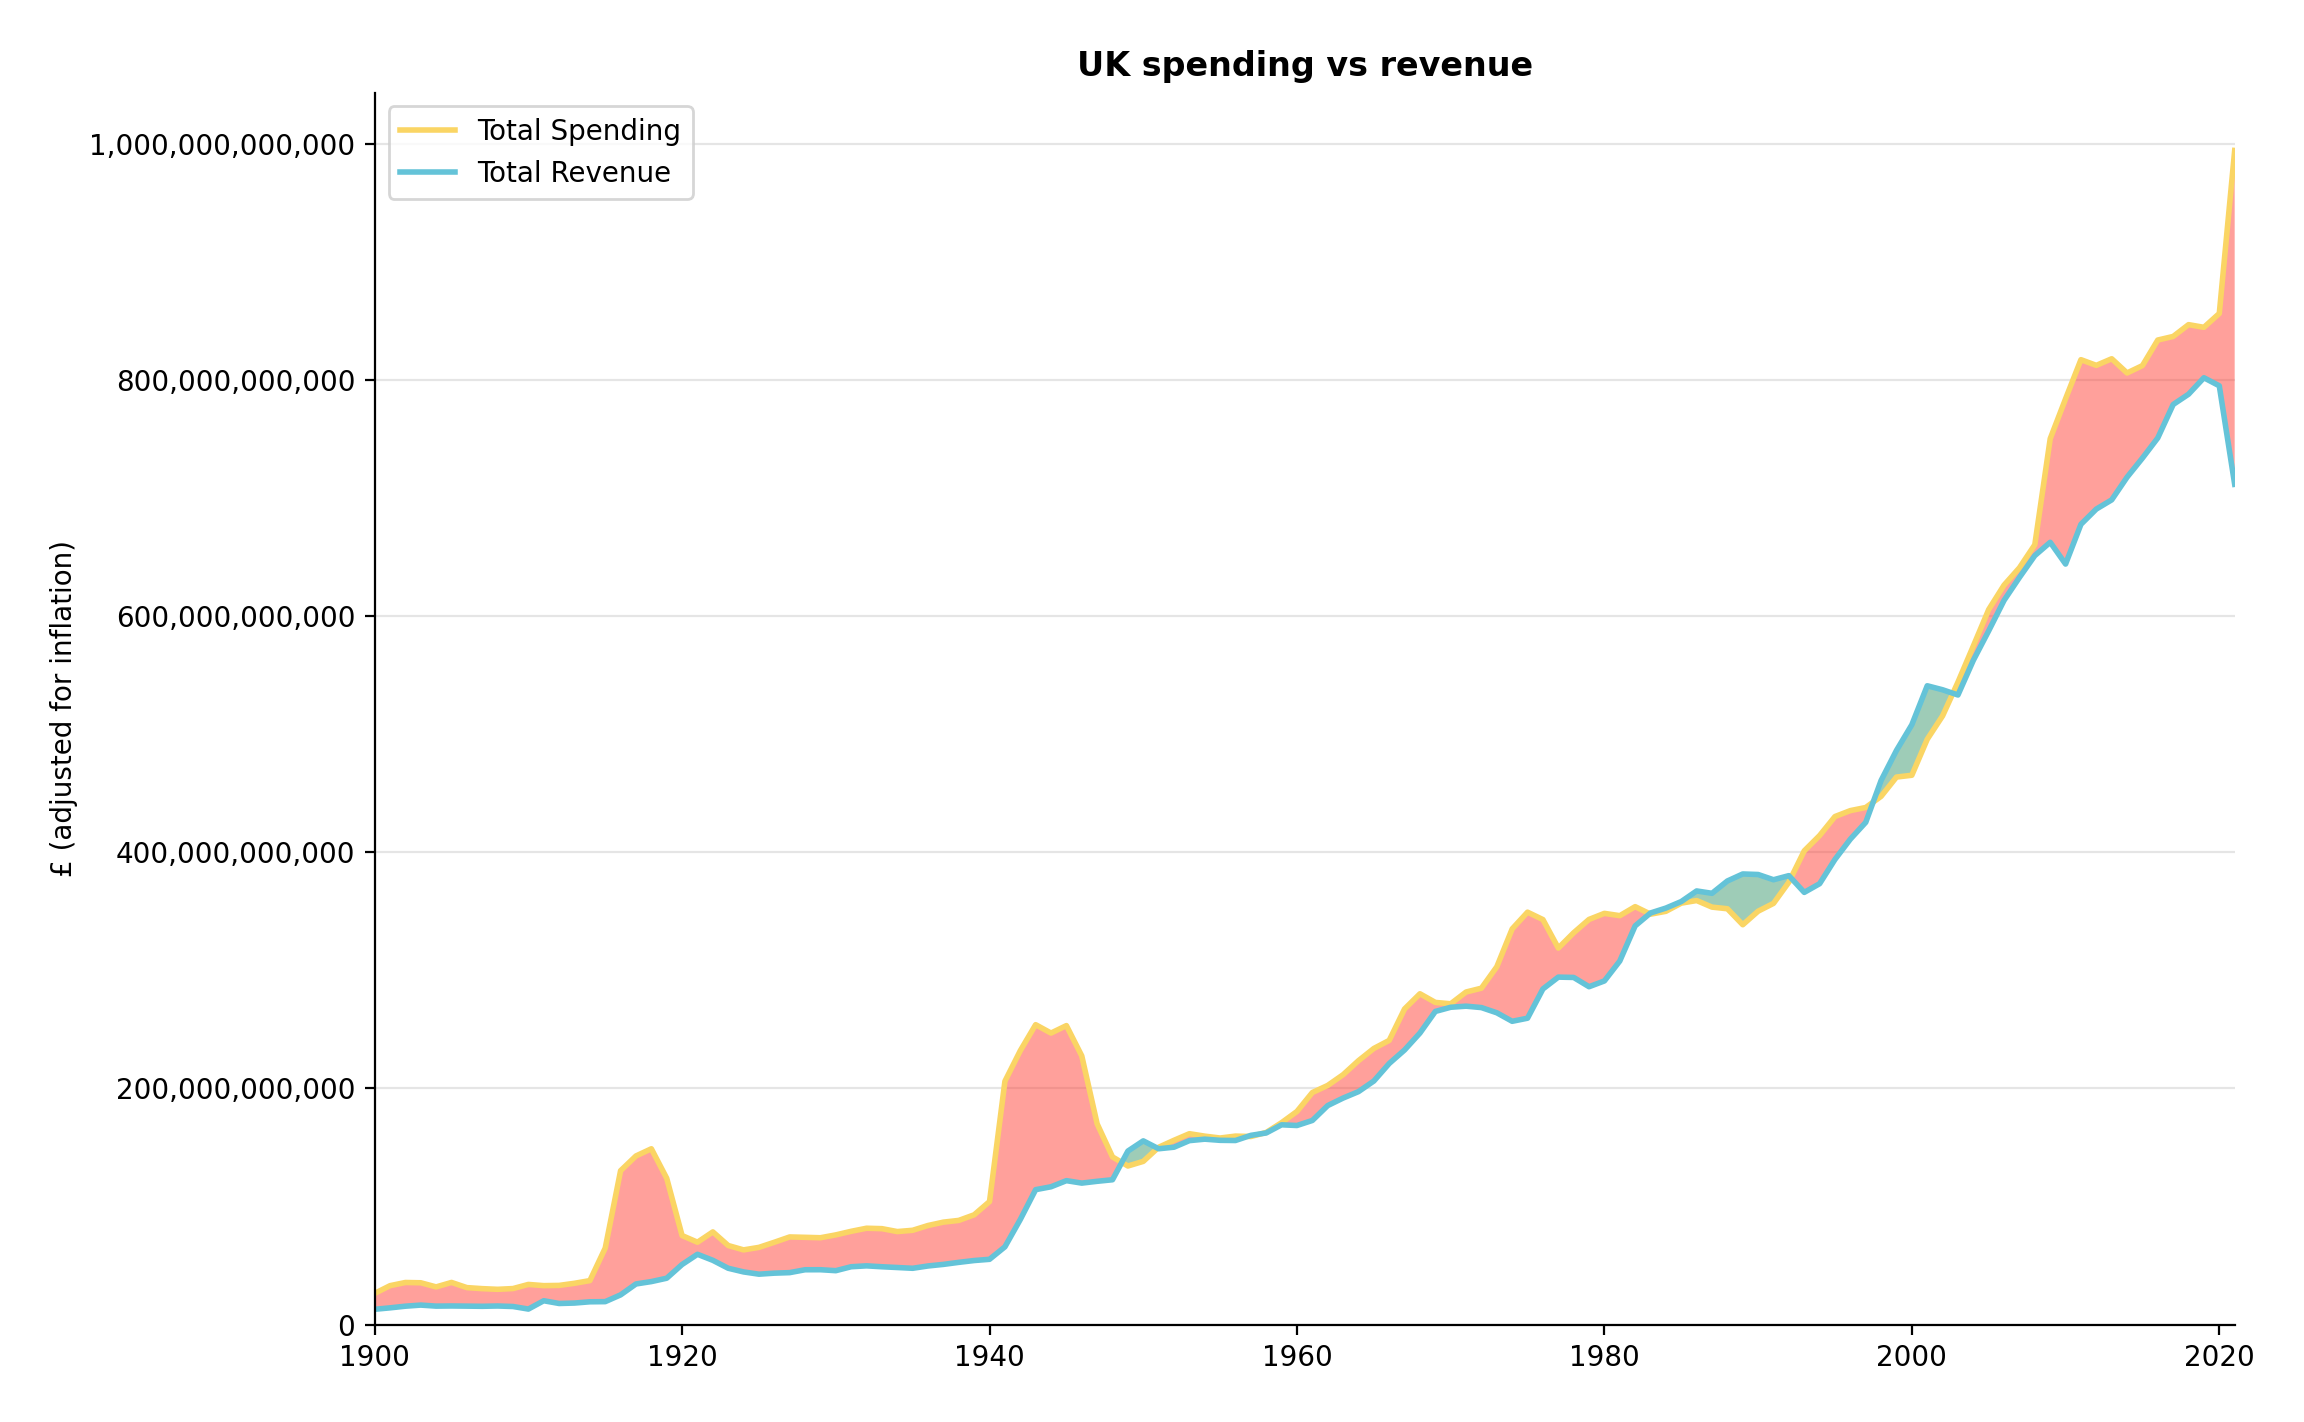 UK spending vs revenue
Total Spending
Total Revenue
£ (adjusted for inflation)
1,000,000,000,000
800,000,000,000
600,000,000,000
400,000,000,000
200,000,000,000
0
1900 1920 1940 1960 1980 2000 2020